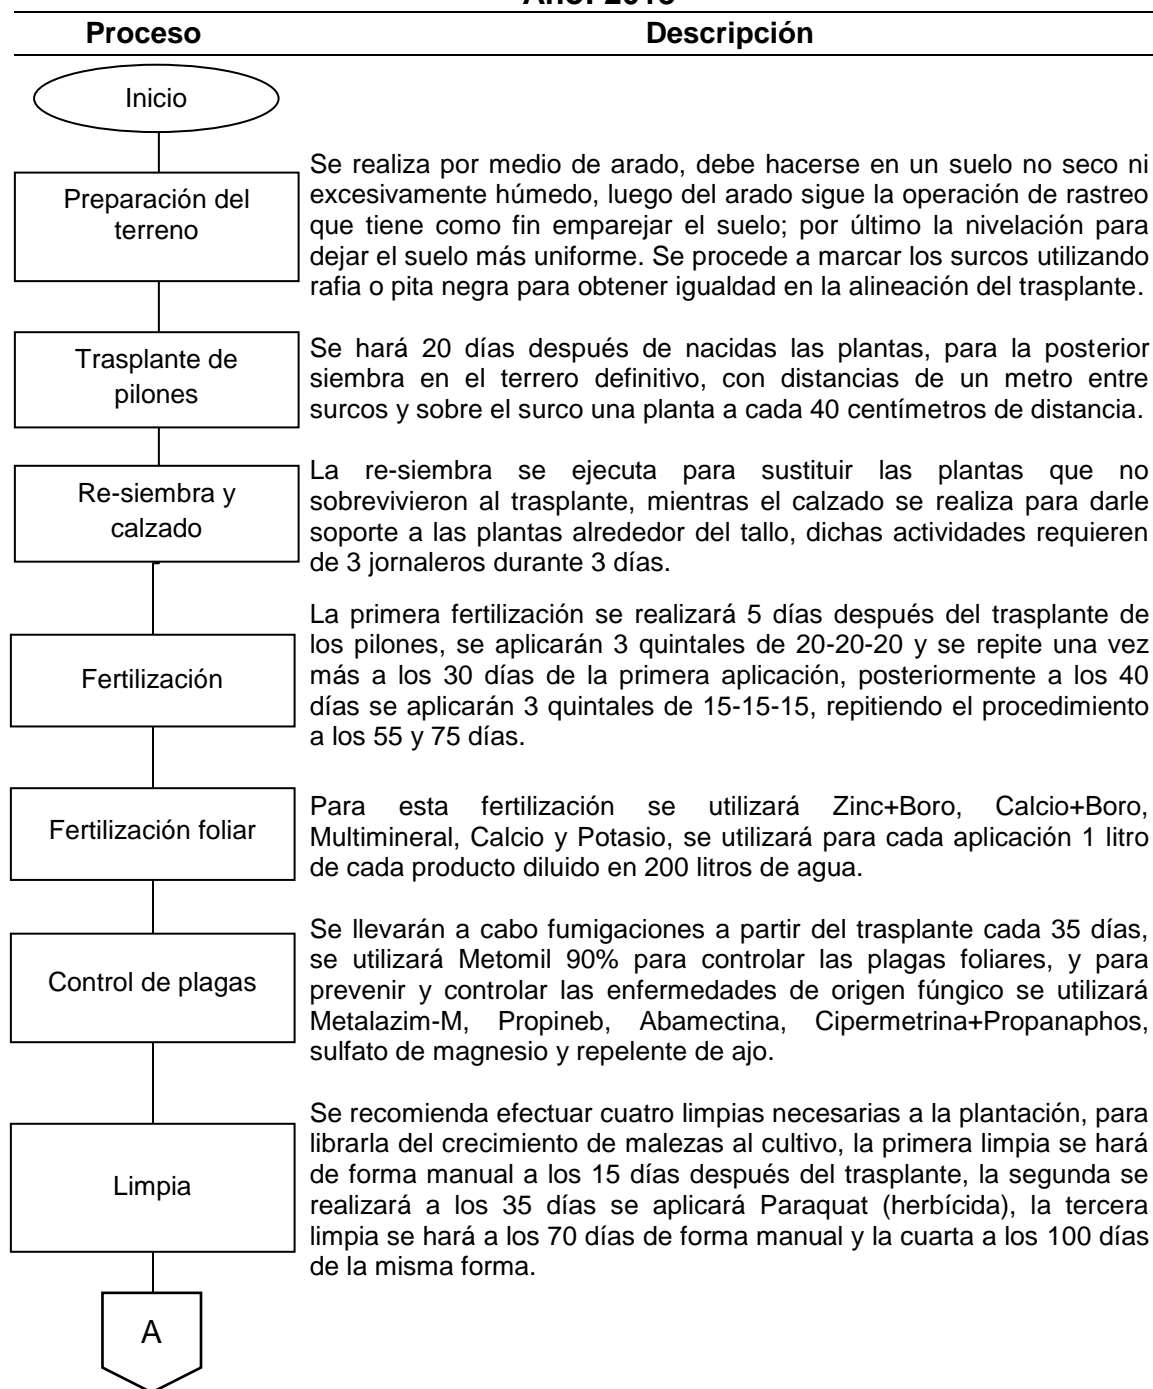 Proceso Descripción
Inicio
Preparación del
terreno
Se realiza por medio de arado, debe hacerse en un suelo no seco ni
excesivamente húmedo, luego del arado sigue la operación de rastreo
que tiene como fin emparejar el suelo; por último la nivelación para
dejar el suelo más uniforme. Se procede a marcar los surcos utilizando
rafia o pita negra para obtener igualdad en la alineación del trasplante.
Trasplante de
pilones
Se hará 20 días después de nacidas las plantas, para la posterior
siembra en el terrero definitivo, con distancias de un metro entre
surcos y sobre el surco una planta a cada 40 centímetros de distancia.
Re-siembra y
calzado
La re-siembra se ejecuta para sustituir las plantas que no
sobrevivieron al trasplante, mientras el calzado se realiza para darle
soporte a las plantas alrededor del tallo, dichas actividades requieren
de 3 jornaleros durante 3 días.
Fertilización
La primera fertilización se realizará 5 días después del trasplante de
los pilones, se aplicarán 3 quintales de 20-20-20 y se repite una vez
más a los 30 días de la primera aplicación, posteriormente a los 40
días se aplicarán 3 quintales de 15-15-15, repitiendo el procedimiento
a los 55 y 75 días.
Fertilización foliar
Para esta fertilización se utilizará Zinc+Boro, Calcio+Boro,
Multimineral, Calcio y Potasio, se utilizará para cada aplicación 1 litro
de cada producto diluido en 200 litros de agua.
Control de plagas
Se llevarán a cabo fumigaciones a partir del trasplante cada 35 días,
se utilizará Metomil 90% para controlar las plagas foliares, y para
prevenir y controlar las enfermedades de origen fúngico se utilizará
Metalazim-M, Propineb, Abamectina, Cipermetrina+Propanaphos,
sulfato de magnesio y repelente de ajo.
Limpia
Se recomienda efectuar cuatro limpias necesarias a la plantación, para
librarla del crecimiento de malezas al cultivo, la primera limpia se hará
de forma manual a los 15 días después del trasplante, la segunda se
realizará a los 35 días se aplicará Paraquat (herbícida), la tercera
limpia se hará a los 70 días de forma manual y la cuarta a los 100 días
de la misma forma.
A